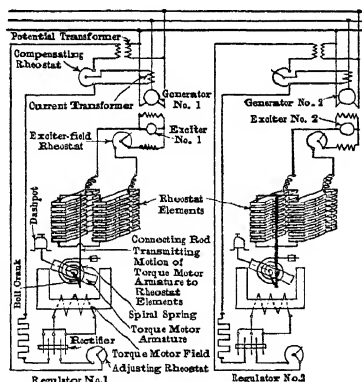 Potential Transformer
Compensating
Rheostat
Current Transformer
Generator
No. 1
Generator No. 2
Exciter No. 2
Exciter-field
Rheostat
Exciter
No. 1
Dashpot
Rheostat
Elements
Connecting Rod
Transmitting
Motion of
Torque Motor
Armature to
Rheostat
Elements
Spiral Spring
Bell Crank
Torque Motor
Armature
Rectifier
Torque Motor Field
Adjusting Rheostat
Regulator No.1
Regulator No.2